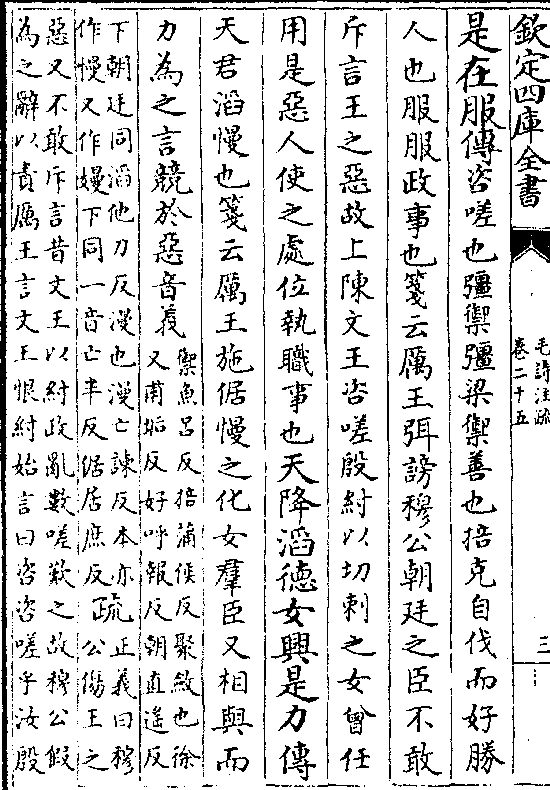 欽定四庫全書
毛詩注疏
卷二十五
三
是在服傳咨嗟也彊禦彊梁禦善也掊克自伐而好勝
人也服服政事也箋云厲王弭謗穆公朝廷之臣不敢
斥言王之惡故上陳文王咨嗟殷紂以切刺之女曾任
用是惡人使之處位執職事也天降滔德女興是力傳
天君滔慢也箋云厲王施倨慢之化女羣臣又相與而
力為之言競於惡音義
禦魚呂反掊蒲侯反聚斂也徐
又甫垢反好呼報反朝直遙反
下朝廷同滔他刀反漫也漫亡諫反本亦
作慢又作嫚下同一音亡半反倨居庶反
疏
正義曰穆
公傷王之
惡又不敢斥言昔文王以紂政亂數嗟歎之故穆公假
為之辭以責厲王言文王恨紂始言曰咨咨嗟乎汝殷